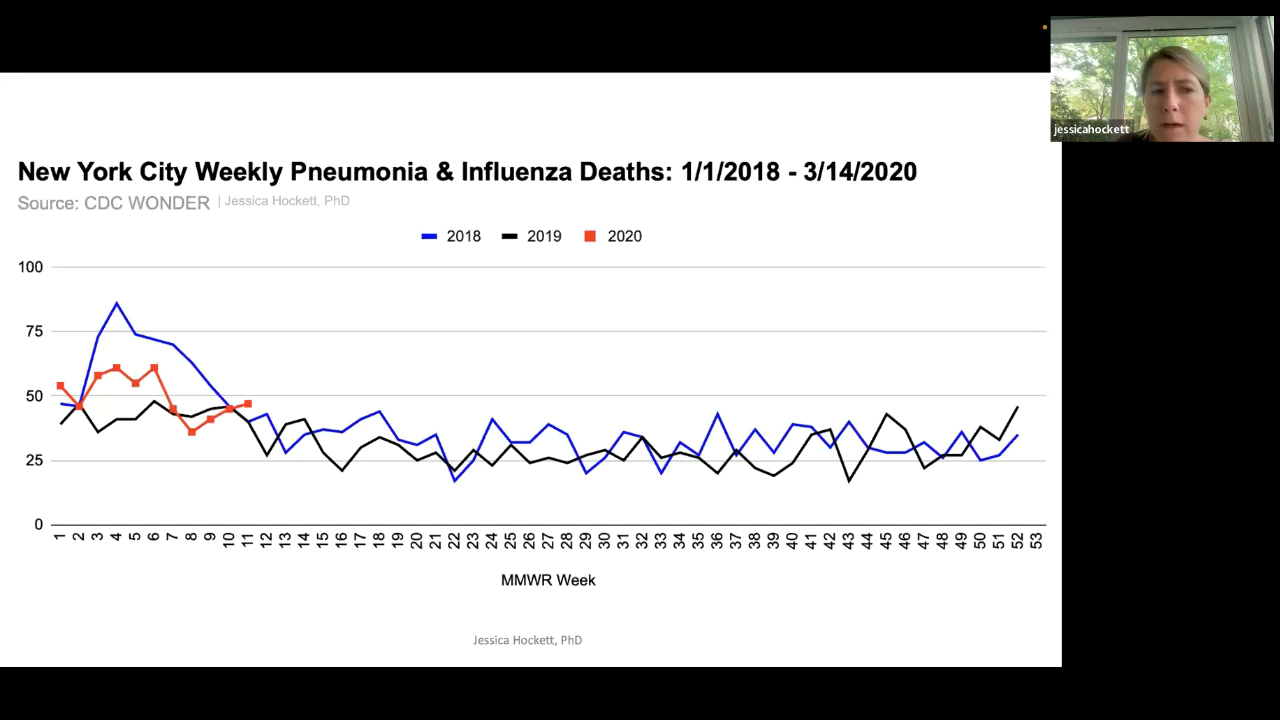 jessicahockett
New York City Weekly Pneumonia & Influenza Deaths: 1/1/2018 - 3/14/2020
Source: CDC WONDER | Jessica Hockett, PhD
2018 2019 2020
100
75
50
25
0
1 2 3 4 5 6 7 8 9 10 11 12 13 14 15 16 17 18 19 20 21 22 23 24 25 26 27 28 29 30 31 32 33 34 35 36 37 38 39 40 41 42 43 44 45 46 47 48 49 50 51 52 53
MMWR Week
Jessica Hockett, PhD